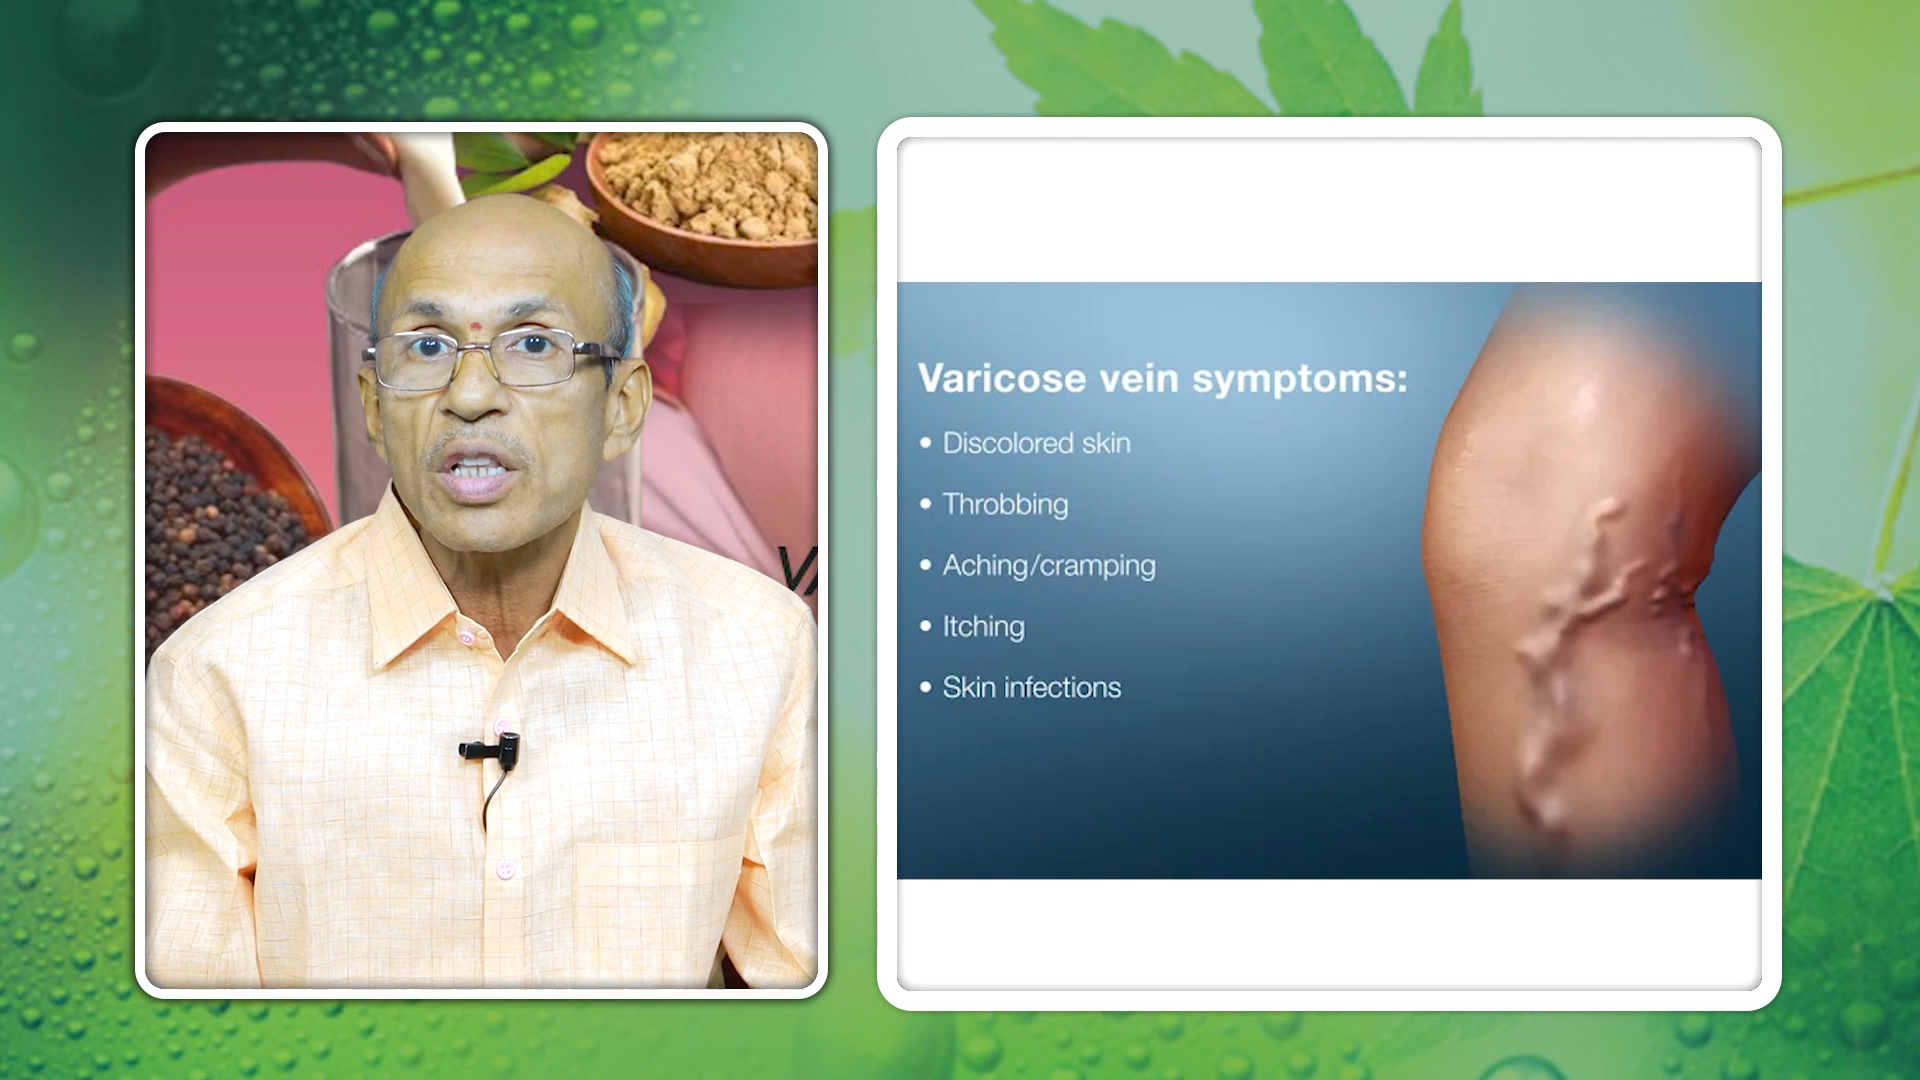 Varicose vein symptoms:
• Discolored skin
• Throbbing
• Aching/cramping
• Itching
• Skin infections